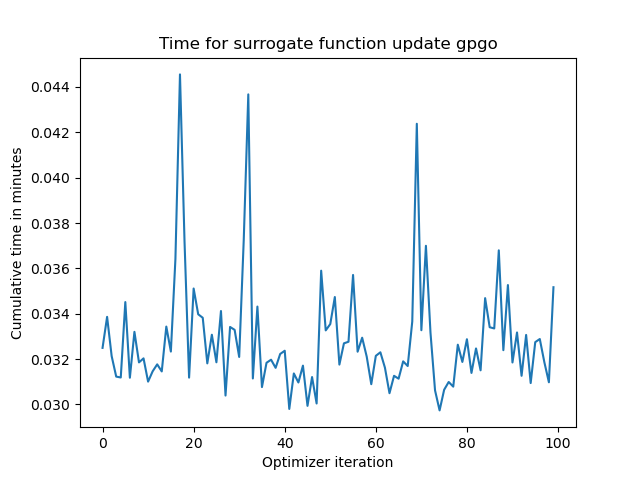 Time for surrogate function update gpgo
Cumulative time in minutes
0.044
0.042
0.040
0.038
0.036
0.034
0.032
0.030
0 20 40 60 80 100
Optimizer iteration